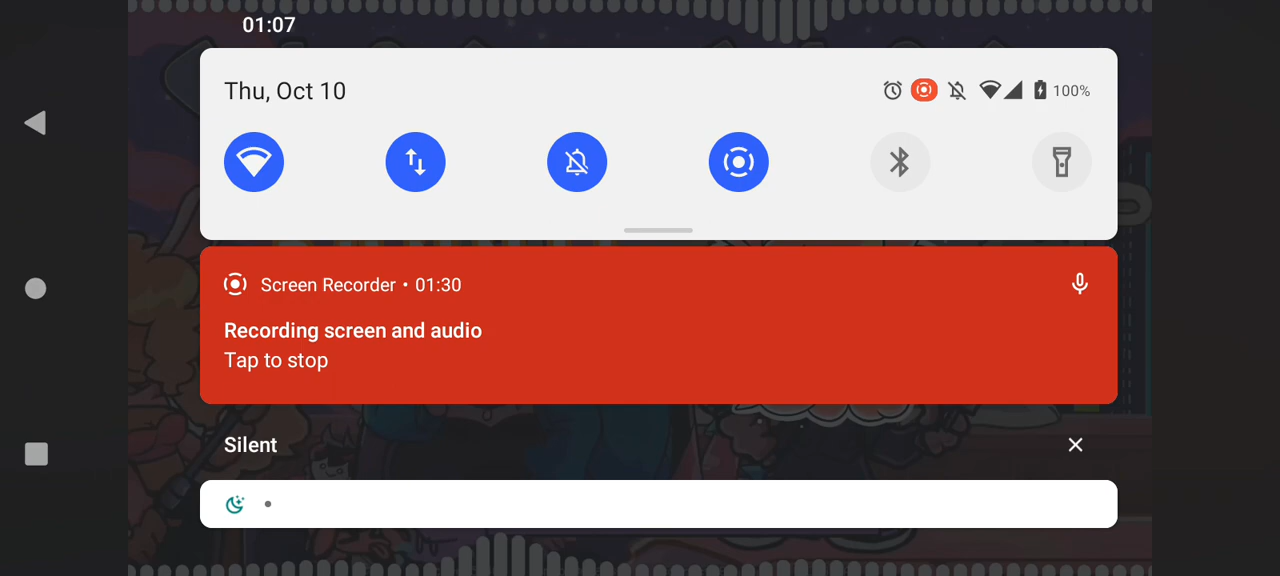 01:07
Thu, Oct 10
100%
Screen Recorder • 01:30
Recording screen and audio
Tap to stop
Silent